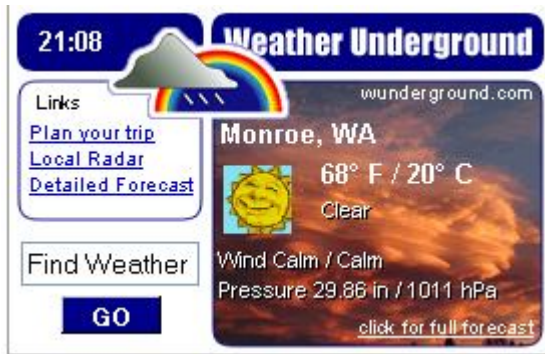 21:08
Weather Underground
Links
Plan your trip
Local Radar
Detailed Forecast
Find Weather
GO
wunderground.com
Monroe, WA
68° F / 20° C
Clear
Wind Calm / Calm
Pressure 29.86 in / 1011 hPa
click for full forecast